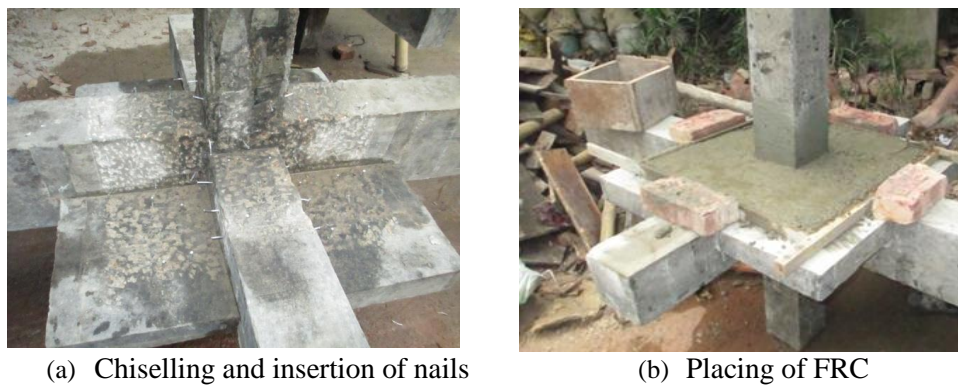 (a) Chiselling and insertion of nails
(b) Placing of FRC